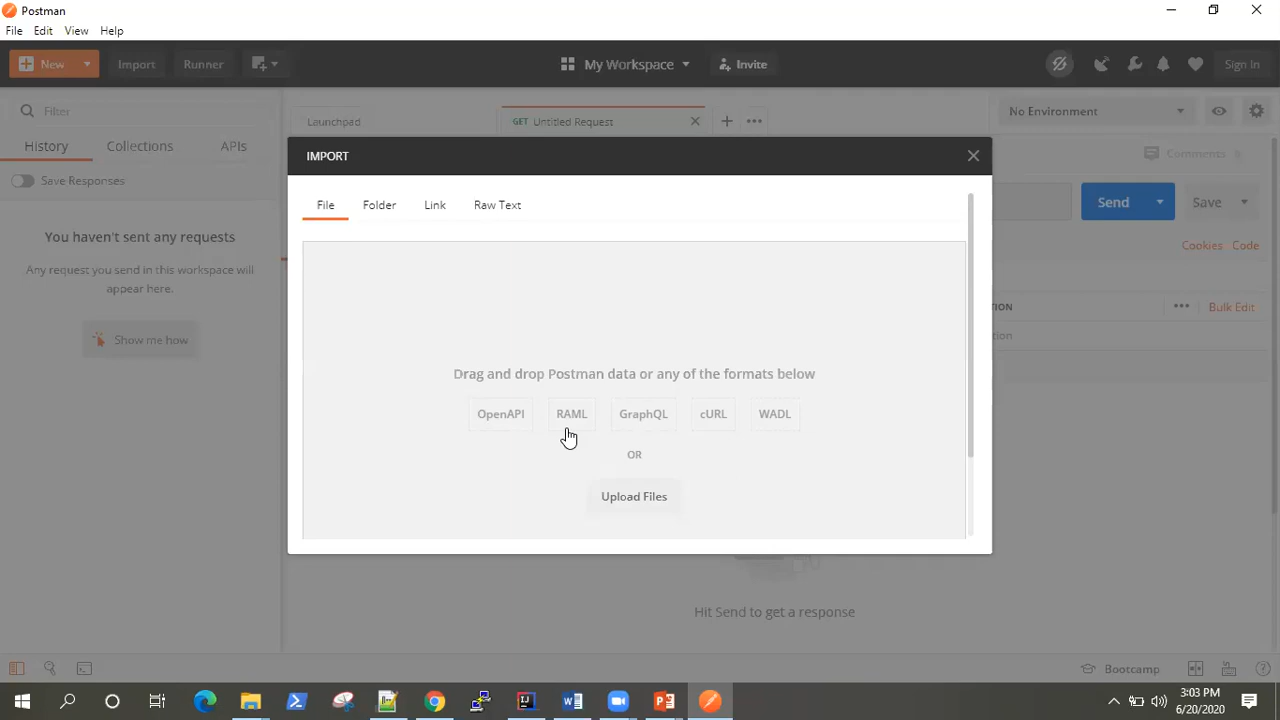 Postman
File Edit View Help
New Import Runner My Workspace Invite Sign In
Filter
Launchpad GET Untitled Request No Environment
History Collections APIs
Comments
IMPORT
Save Responses
File Folder Link Raw Text
Send Save
You haven't sent any requests
Any request you send in this workspace will
appear here.
Cookies Code
Show me how
TION Bulk Edit
tion
Drag and drop Postman data or any of the formats below
OpenAPI RAML GraphQL cURL WADL
OR
Upload Files
Hit Send to get a response
Bootcamp
3:03 PM
6/20/2020